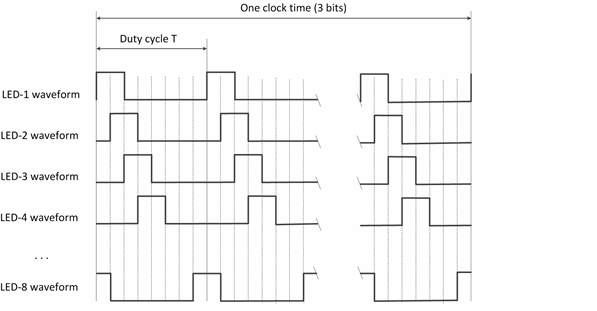 One clock time (3 bits)
Duty cycle T
LED-1 waveform
LED-2 waveform
LED-3 waveform
LED-4 waveform
...
LED-8 waveform